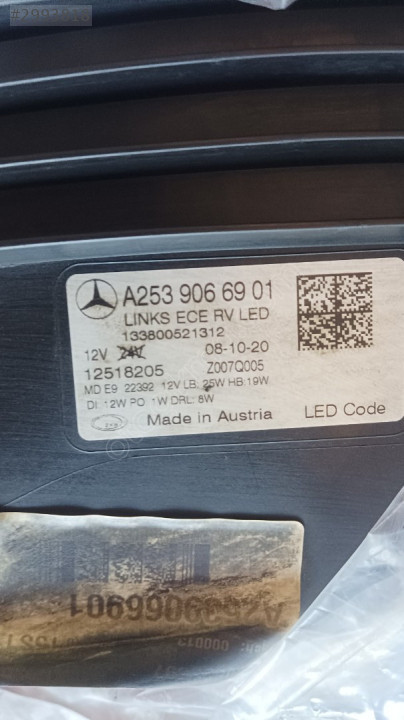 A253 906 69 01
LINKS ECE RV LED
133800521312
12V 24V 08-10-20
12518205 Z007Q005
MD E9 22392 12V LB: 25W HB:19W
DI: 12W PO: 1W DRL: 8W
Made in Austria LED Code
A2539066901